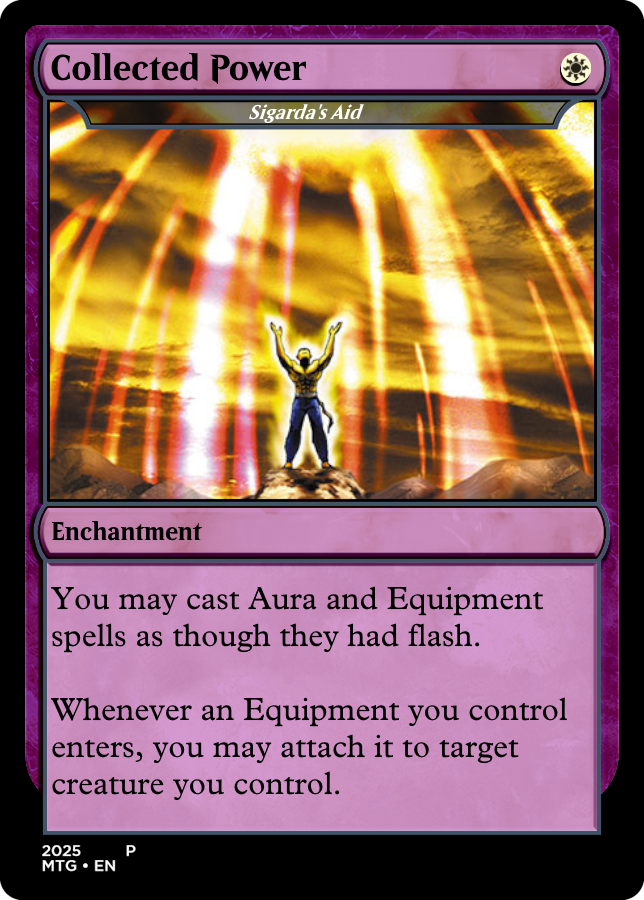 Collected Power
Sigarda's Aid
Enchantment
You may cast Aura and Equipment
spells as though they had flash.
Whenever an Equipment you control
enters, you may attach it to target
creature you control.
2025 P
MTG • EN